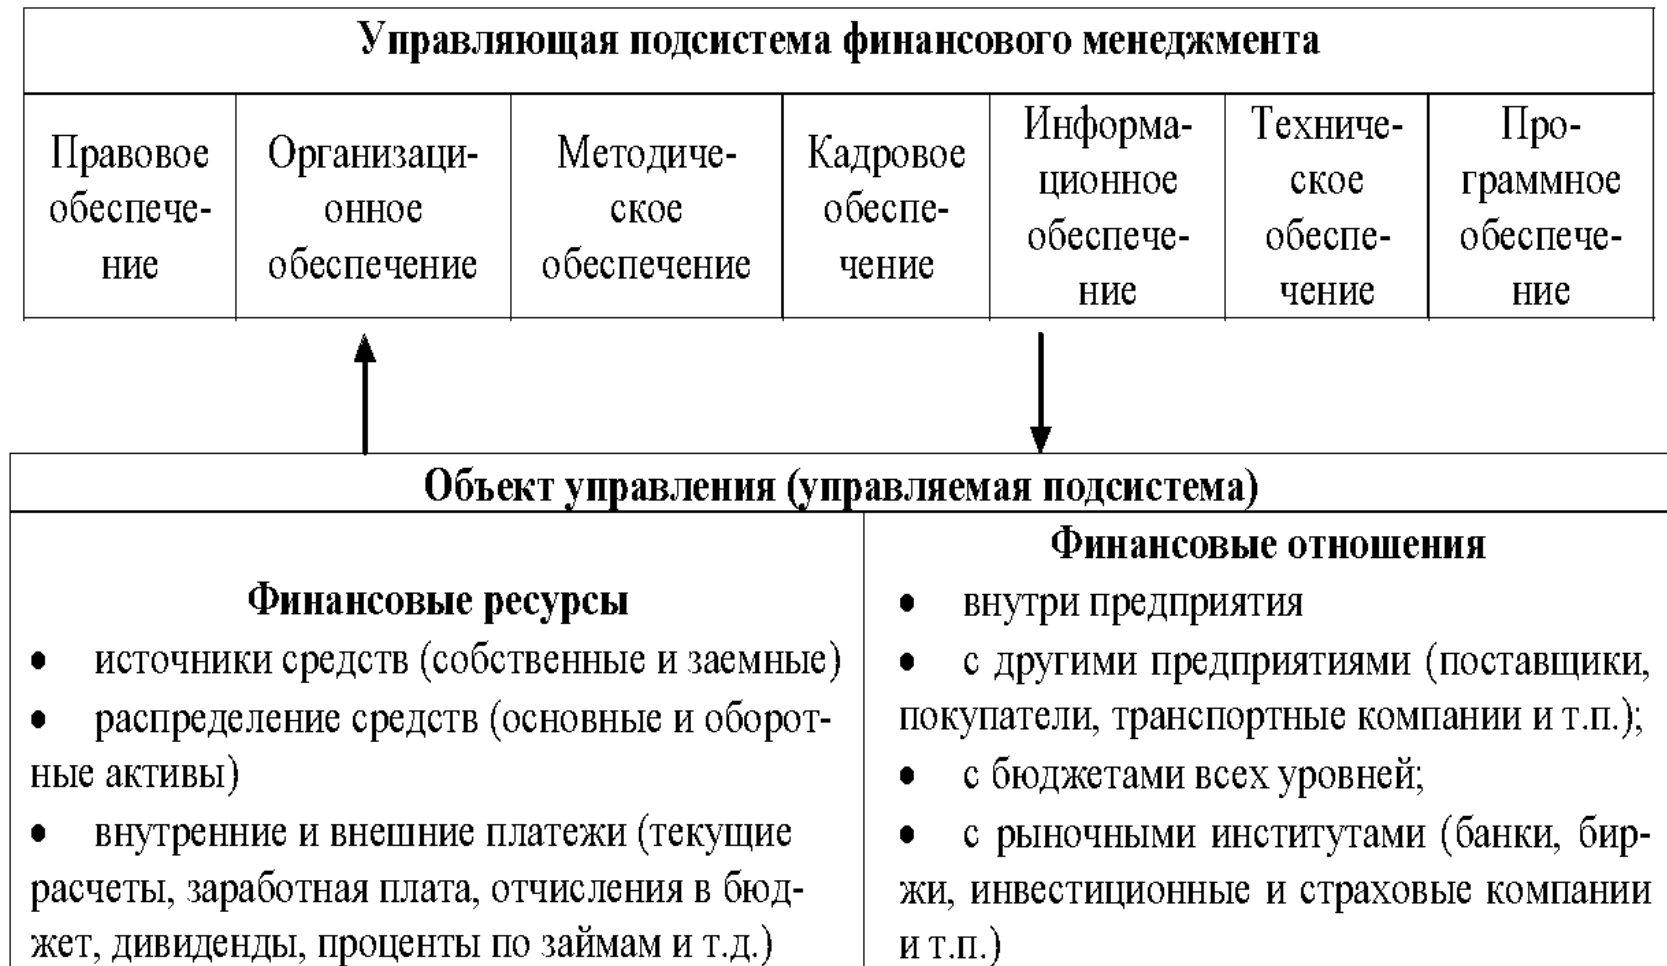 Управляющая подсистема финансового менеджмента
Правовое
обеспече-
ние
Организаци-
онное
обеспечение
Методиче-
ское
обеспечение
Кадровое
обеспе-
чение
Информа-
ционное
обеспече-
ние
Техниче-
ское
обеспе-
чение
Про-
граммное
обеспече-
ние
Объект управления (управляемая подсистема)
Финансовые ресурсы
• источники средств (собственные и заемные)
• распределение средств (основные и оборот-
ные активы)
• внутренние и внешние платежи (текущие
расчеты, заработная плата, отчисления в бюд-
жет, дивиденды, проценты по займам и т.д.)
Финансовые отношения
• внутри предприятия
• с другими предприятиями (поставщики,
покупатели, транспортные компании и т.п.);
• с бюджетами всех уровней;
• с рыночными институтами (банки, бир-
жи, инвестиционные и страховые компании
и т.п.)